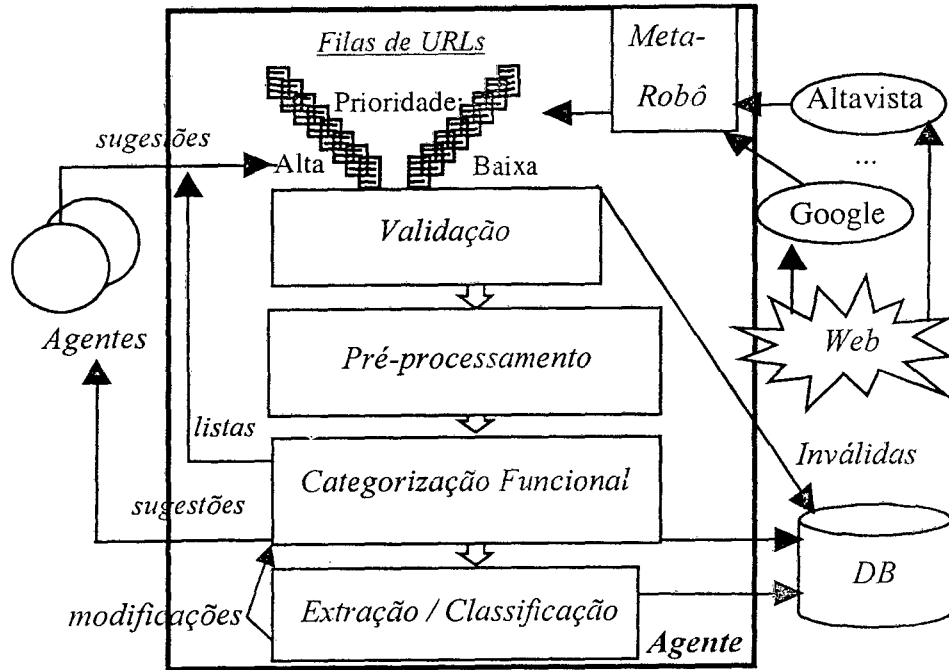 Filas de URLs
Meta-
Robô
Prioridade:
Altavista
sugestões
Alta
Baixa
...
Google
Validação
Agentes
Web
Pré-processamento
listas
Inválidas
Categorização Funcional
sugestões
DB
modificações
Extração / Classificação
Agente